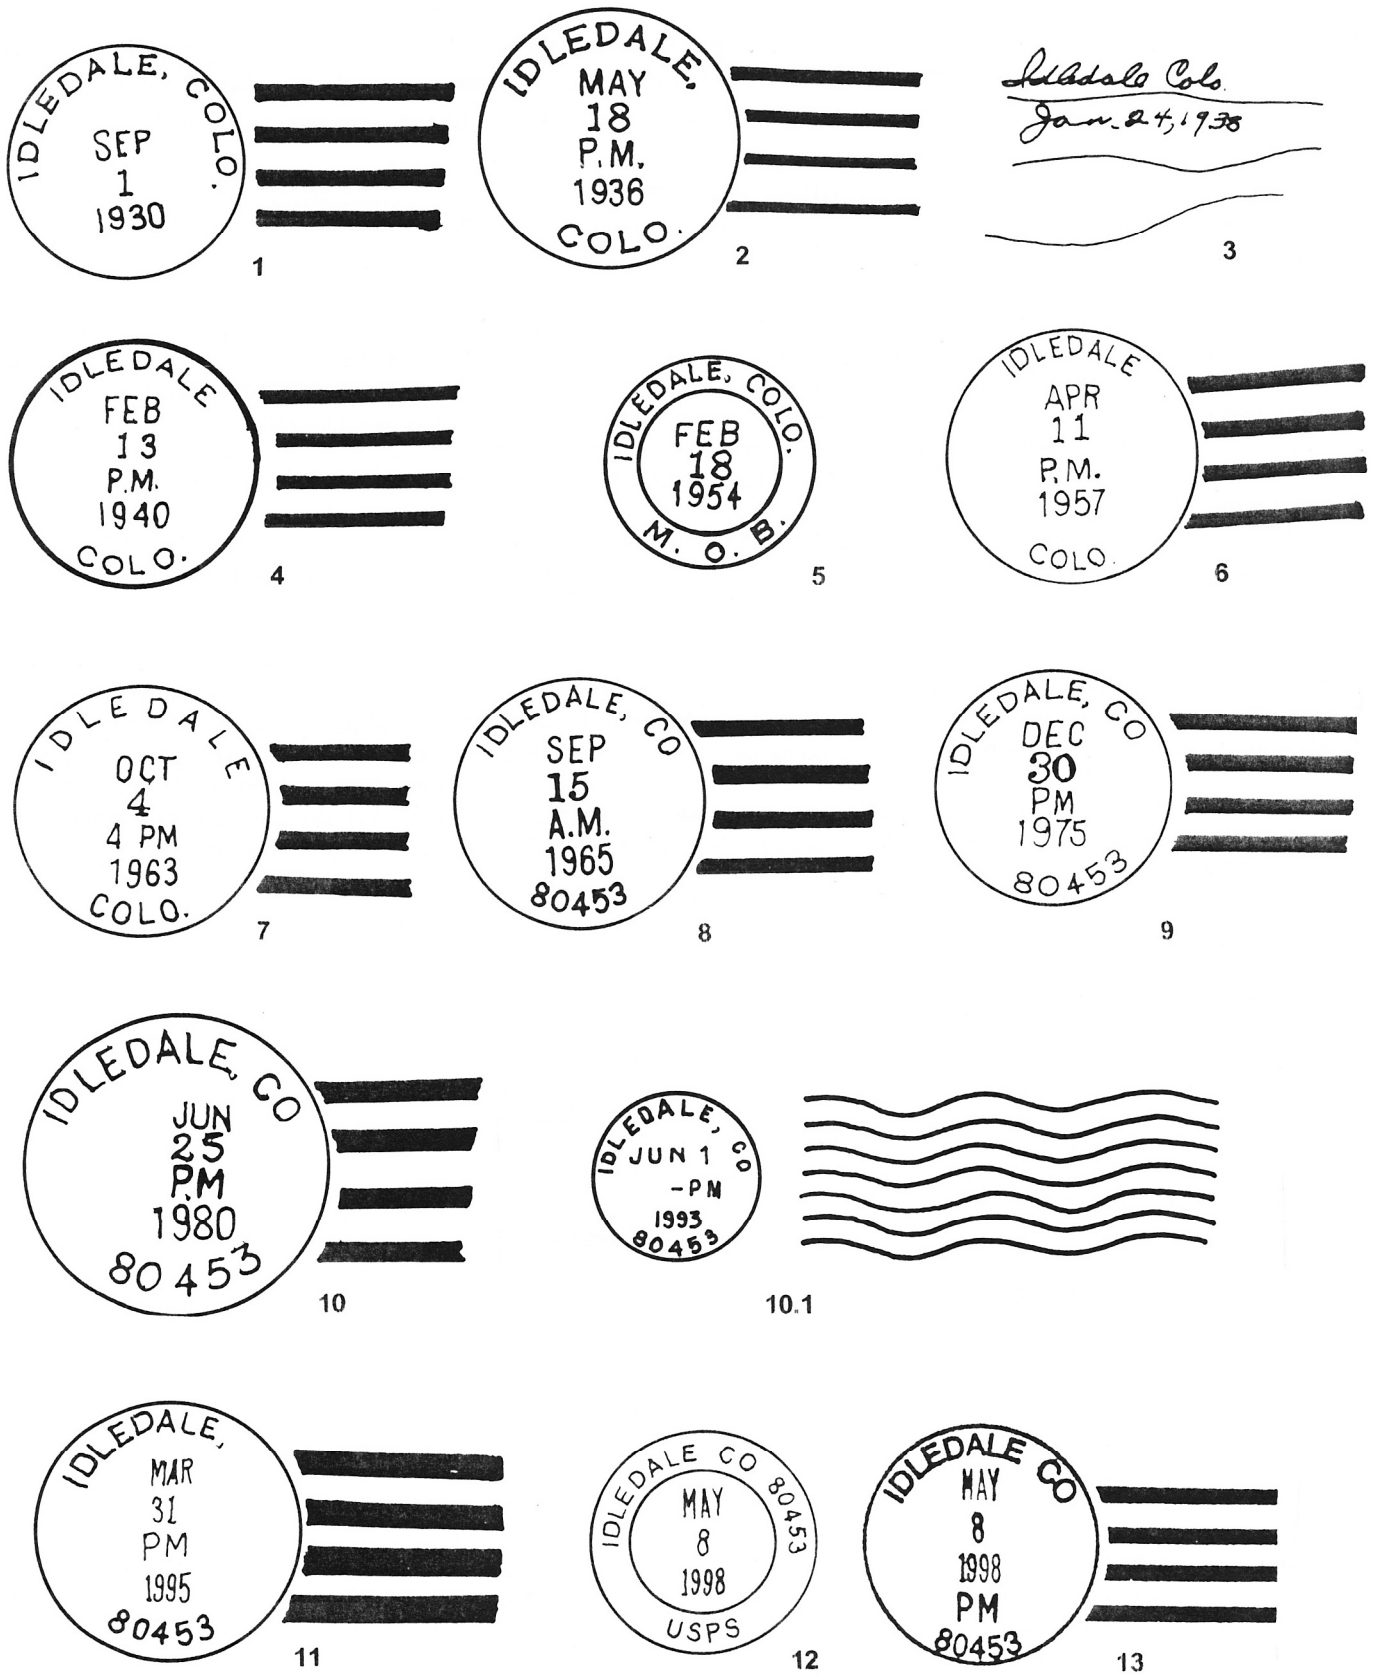 IDLEDALE, COLO.
SEP
1
1930
1
IDLEDALE,
MAY
18
P.M.
1936
COLO.
2
Idledale Colo.
Jan. 24, 1938
3
IDLEDALE
FEB
13
P.M.
1940
COLO.
4
IDLEDALE, COLO.
FEB
18
1954
M. O. B.
5
IDLEDALE
APR
11
P.M.
1957
COLO.
6
IDLEDALE
OCT
4
4 PM
1963
COLO.
7
IDLEDALE, CO
SEP
15
A.M.
1965
80453
8
IDLEDALE, CO
DEC
30
PM
1975
80453
9
IDLEDALE, CO
JUN
25
P.M
1980
80453
10
IDLEDALE, CO
JUN 1
-PM
1993
80453
10.1
IDLEDALE,
MAR
31
PM
1995
80453
11
IDLEDALE CO 80453
MAY
8
1998
USPS
12
IDLEDALE CO
MAY
8
1998
PM
80453
13